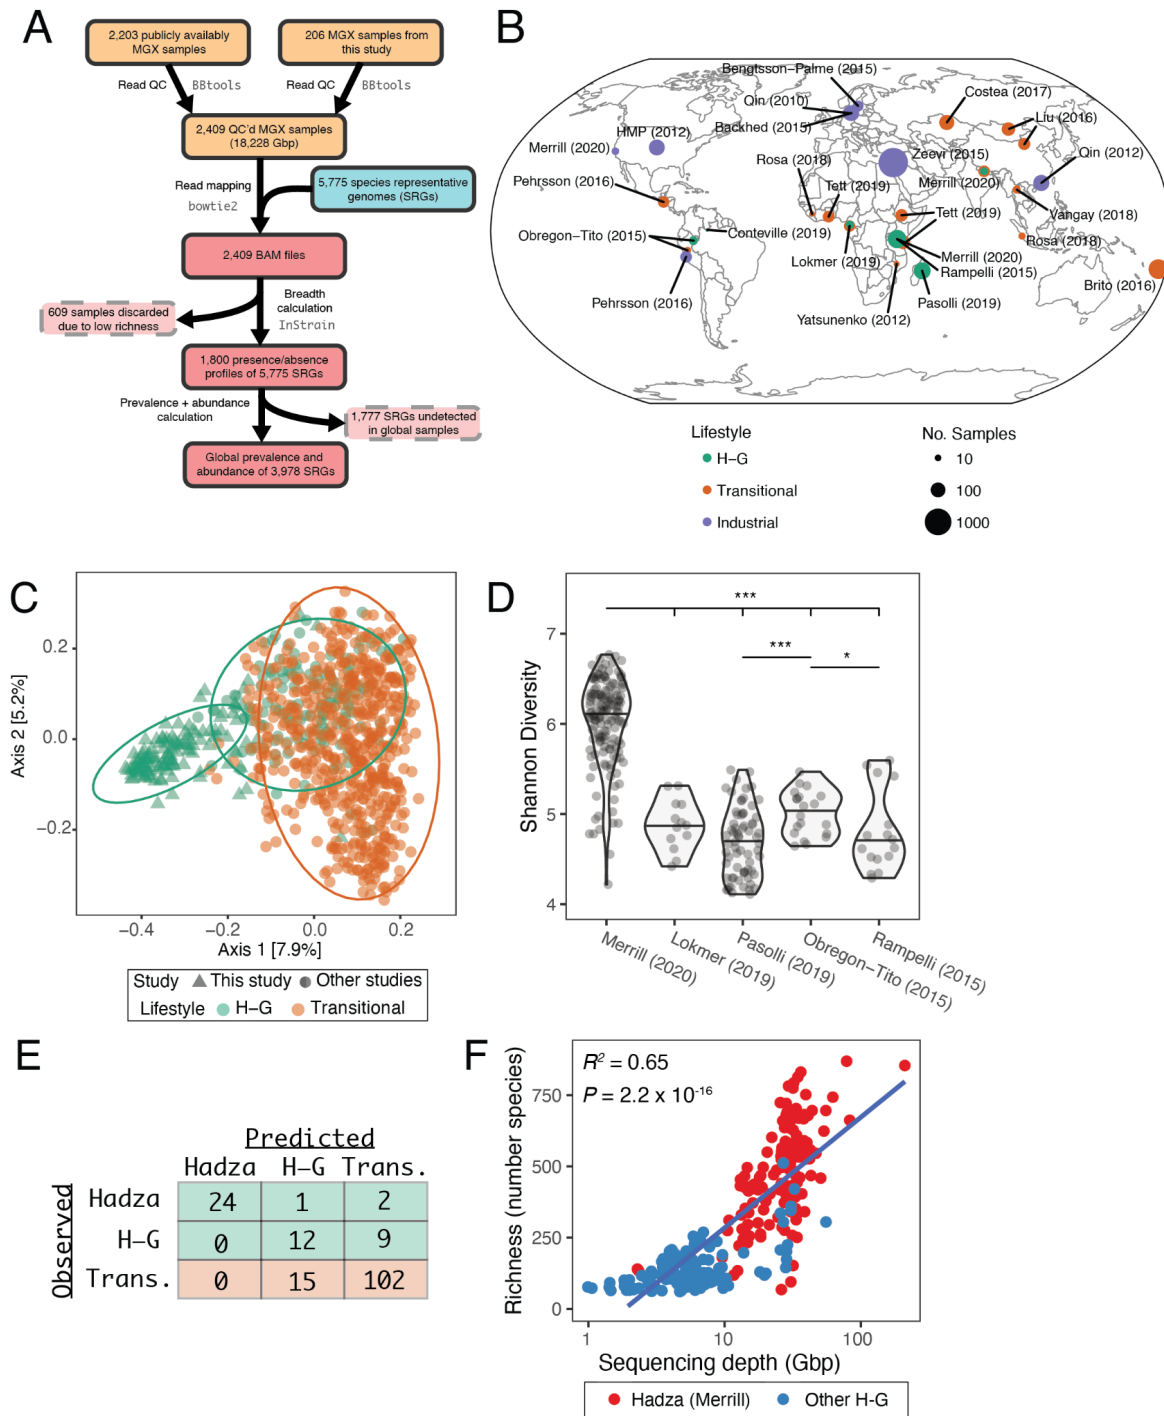 A
2,203 publicly availably
MGX samples
206 MGX samples from
this study
Read QC
BBtools
Read QC
BBtools
2,409 QC'd MGX samples
(18,228 Gbp)
Read mapping
bowtie2
5,775 species representative
genomes (SRGs)
2,409 BAM files
609 samples discarded
due to low richness
Breadth
calculation
InStrain
1,800 presence/absence
profiles of 5,775 SRGs
Prevalence + abundance
calculation
1,777 SRGs undetected
in global samples
Global prevalence and
abundance of 3,978 SRGs
B
Bengtsson–Palme (2015)
Qin (2010)
Backhed (2015)
Costea (2017)
Liu (2016)
HMP (2012)
Merrill (2020)
Rosa (2018)
Zeevi (2015)
Qin (2012)
Pehrsson (2016)
Tett (2019)
Merrill (2020)
Vangay (2018)
Obregon–Tito (2015)
Conteville (2019)
Tett (2019)
Rosa (2018)
Lokmer (2019)
Merrill (2020)
Rampelli (2015)
Brito (2016)
Pehrsson (2016)
Pasolli (2019)
Yatsunenko (2012)
Lifestyle
H–G
Transitional
Industrial
No. Samples
10
100
1000
C
Axis 2 [5.2%]
0.2
0.0
−0.2
−0.4
−0.2
0.0
0.2
Axis 1 [7.9%]
Study
This study
Other studies
Lifestyle
H–G
Transitional
D
Shannon Diversity
7
6
5
4
***
***
*
Merrill (2020)
Lokmer (2019)
Pasolli (2019)
Obregon–Tito (2015)
Rampelli (2015)
E
Predicted
Hadza H–G Trans.
Observed
Hadza 24 1 2
H–G 0 12 9
Trans. 0 15 102
F
R² = 0.65
P = 2.2 x 10⁻¹⁶
Richness (number species)
750
500
250
0
1
10
100
Sequencing depth (Gbp)
Hadza (Merrill)
Other H-G